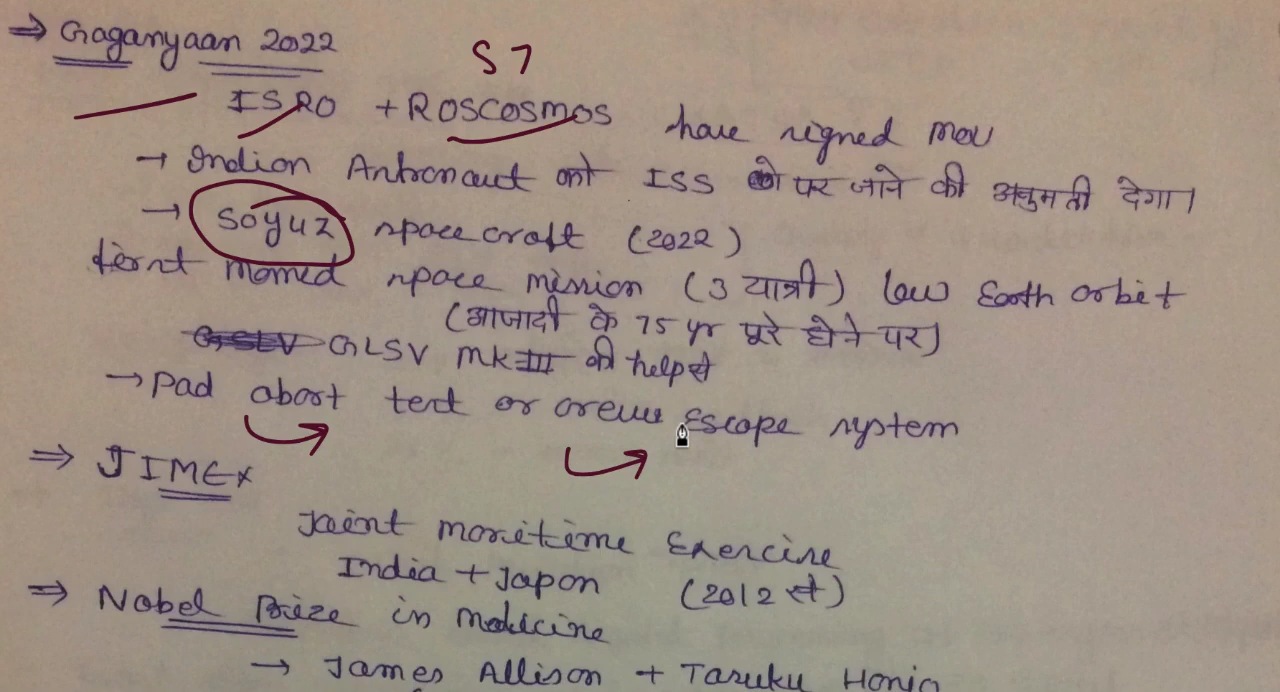 ⇒ Gaganyaan 2022
S7
ISRO + ROSCOSMOS have signed MOU
→ Indian Astronaut को ISS पर जाने की अनुमती देगा।
→ Soyuz space craft (2022)
first manned space mission (3 यात्री) Low Earth orbit
(आजादी के 75 yr पूरे होने पर)
GSLV GLSV MK III की help से
→ Pad abort test or crew Escape system
⇒ JIMEX
Joint Maritime Exercise
India + Japan (2012 से)
⇒ Nobel Prize in Medicine
→ James Allison + Tasuku Honjo